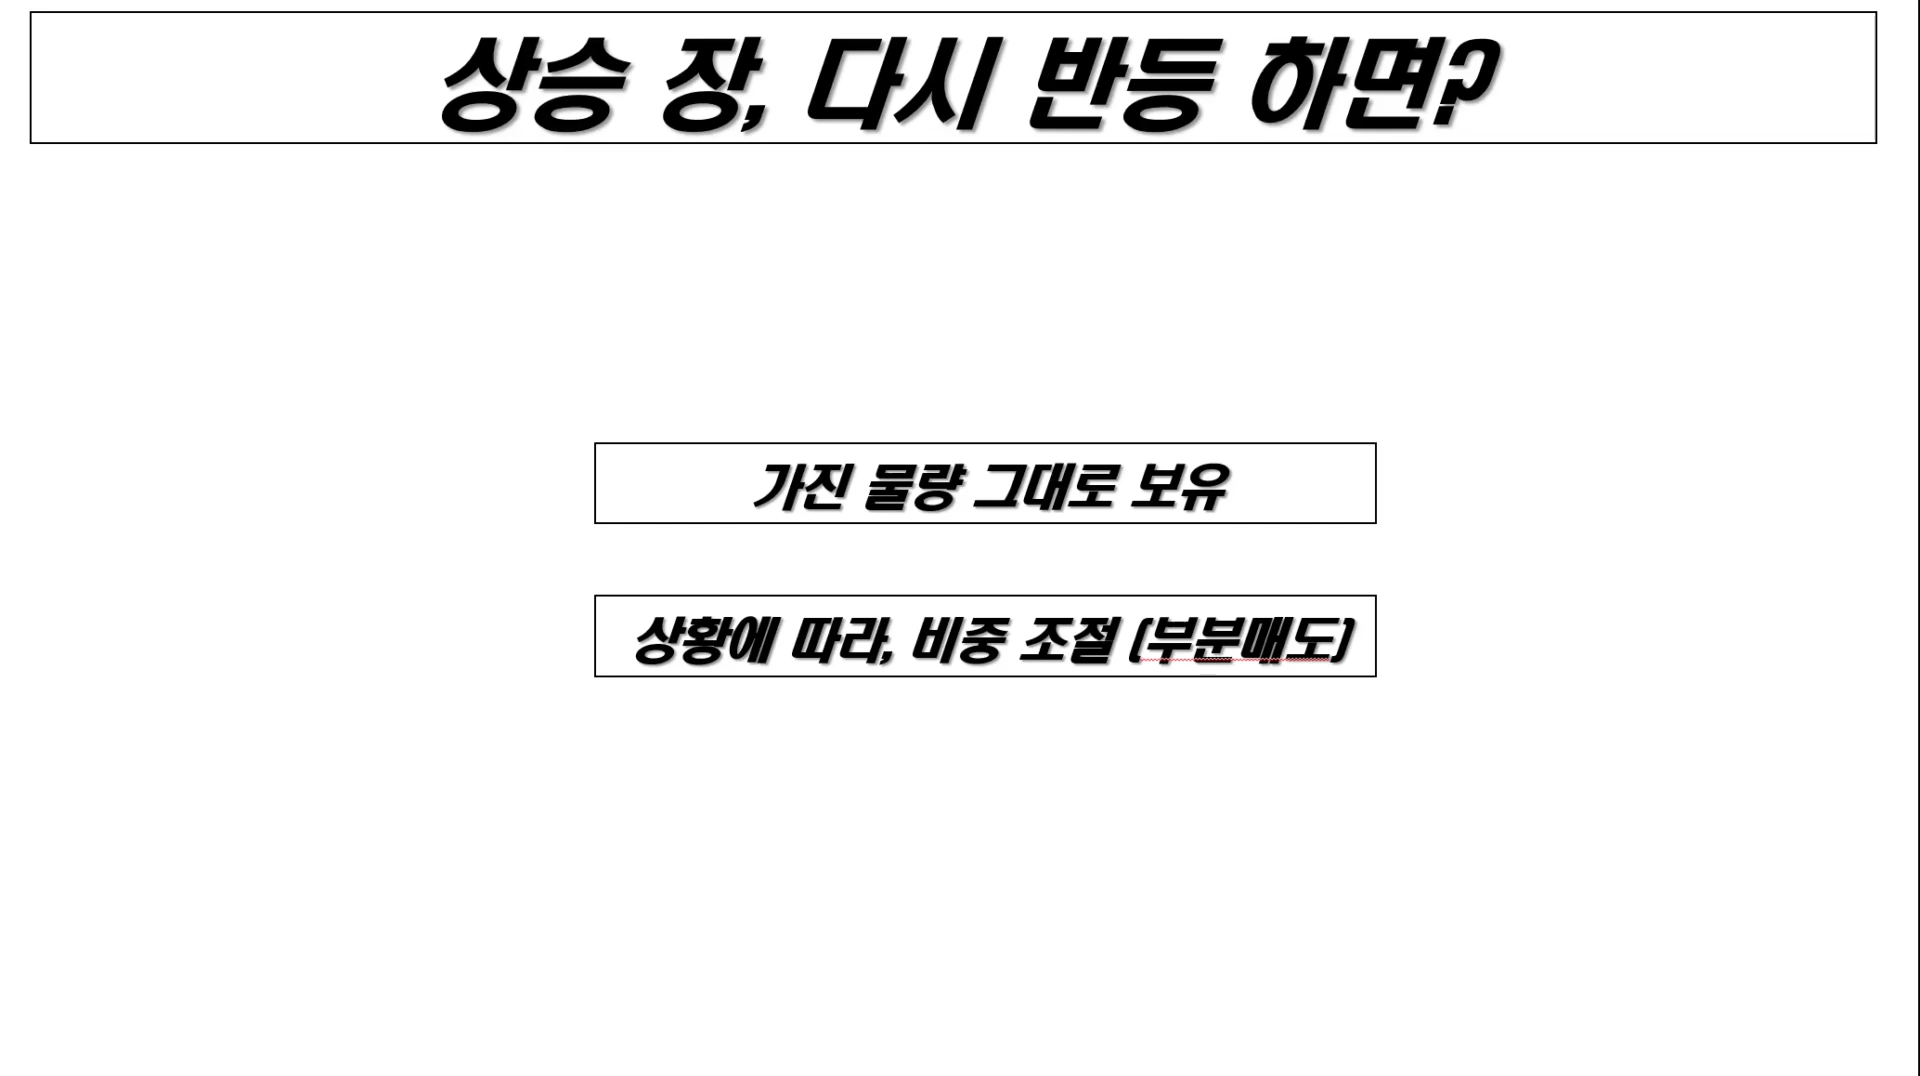 상승 장, 다시 반등 하면?
가진 물량 그대로 보유
상황에 따라, 비중 조절 (부분매도)